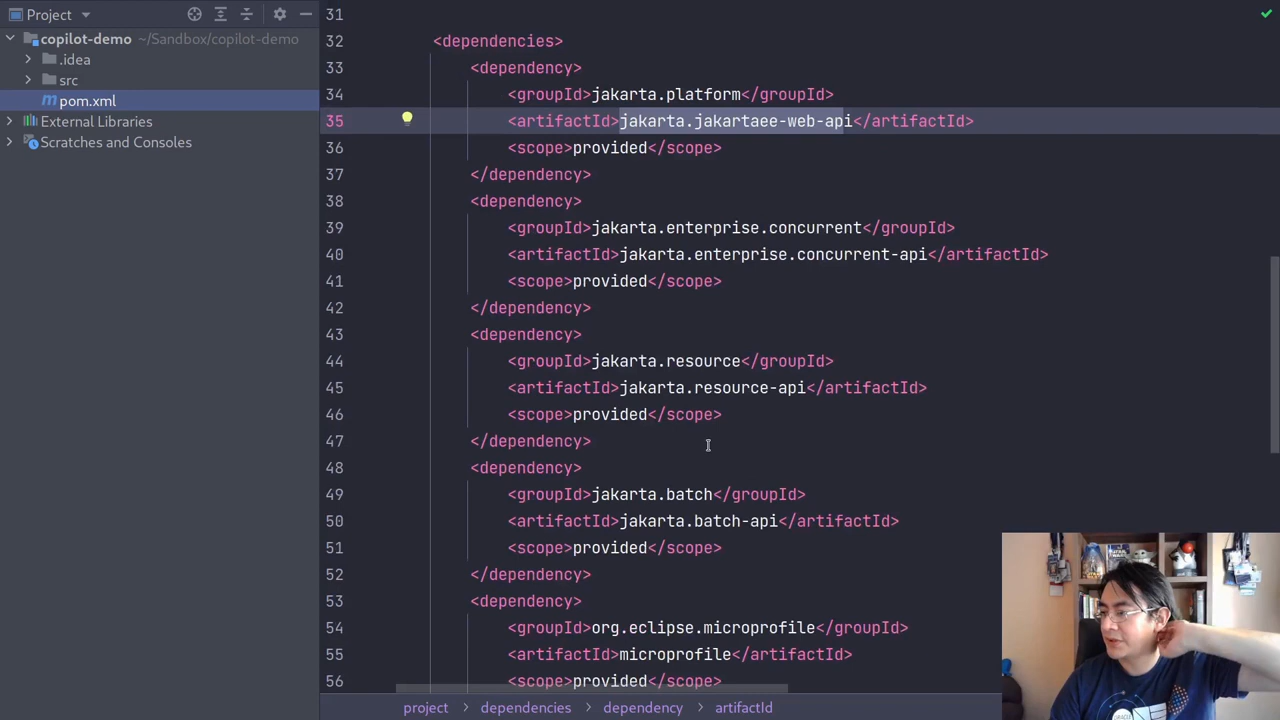 Project
copilot-demo ~/Sandbox/copilot-demo
.idea
src
pom.xml
External Libraries
Scratches and Consoles
31
32 <dependencies>
33 <dependency>
34 <groupId>jakarta.platform</groupId>
35 <artifactId>jakarta.jakartaee-web-api</artifactId>
36 <scope>provided</scope>
37 </dependency>
38 <dependency>
39 <groupId>jakarta.enterprise.concurrent</groupId>
40 <artifactId>jakarta.enterprise.concurrent-api</artifactId>
41 <scope>provided</scope>
42 </dependency>
43 <dependency>
44 <groupId>jakarta.resource</groupId>
45 <artifactId>jakarta.resource-api</artifactId>
46 <scope>provided</scope>
47 </dependency>
48 <dependency>
49 <groupId>jakarta.batch</groupId>
50 <artifactId>jakarta.batch-api</artifactId>
51 <scope>provided</scope>
52 </dependency>
53 <dependency>
54 <groupId>org.eclipse.microprofile</groupId>
55 <artifactId>microprofile</artifactId>
56 <scope>provided</scope>
project > dependencies > dependency > artifactId